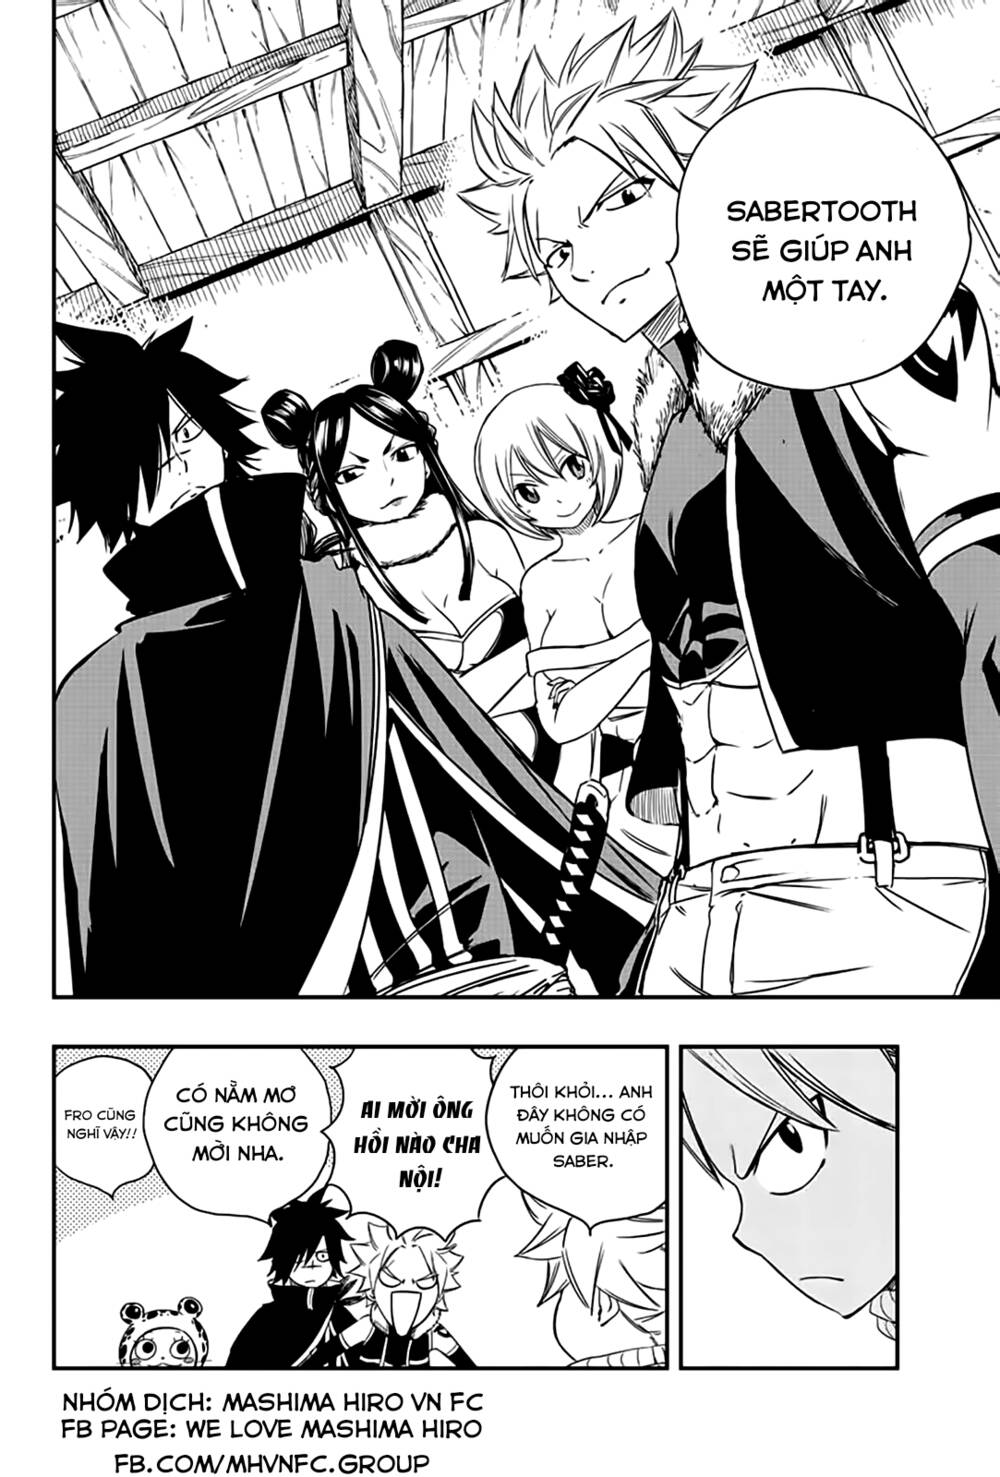 SABERTOOTH
SẼ GIÚP ANH
MỘT TAY.
THÔI KHỎI... ANH
ĐÂY KHÔNG CÓ
MUỐN GIA NHẬP
SABER.
AI MỜI ÔNG
HỒI NÀO CHA
NỘI!
CÓ NẰM MƠ
CŨNG KHÔNG
MỜI NHA.
FRO CŨNG
NGHĨ VẬY!!
NHÓM DỊCH: MASHIMA HIRO VN FC
FB PAGE: WE LOVE MASHIMA HIRO
FB.COM/MHVNFC.GROUP